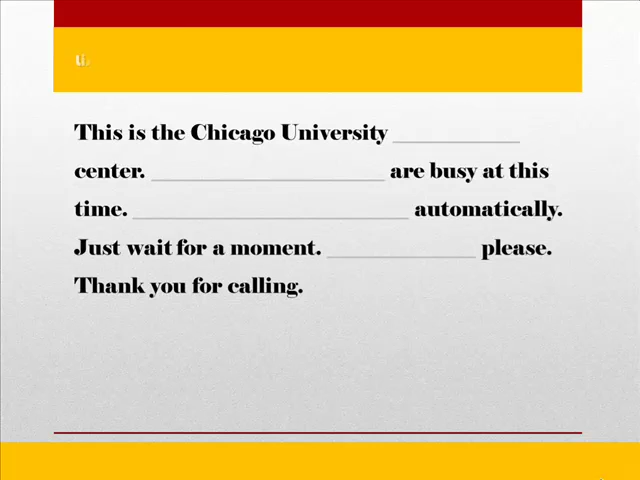 This is the Chicago University __________
center. ____________________ are busy at this
time. ________________________ automatically.
Just wait for a moment. _____________ please.
Thank you for calling.